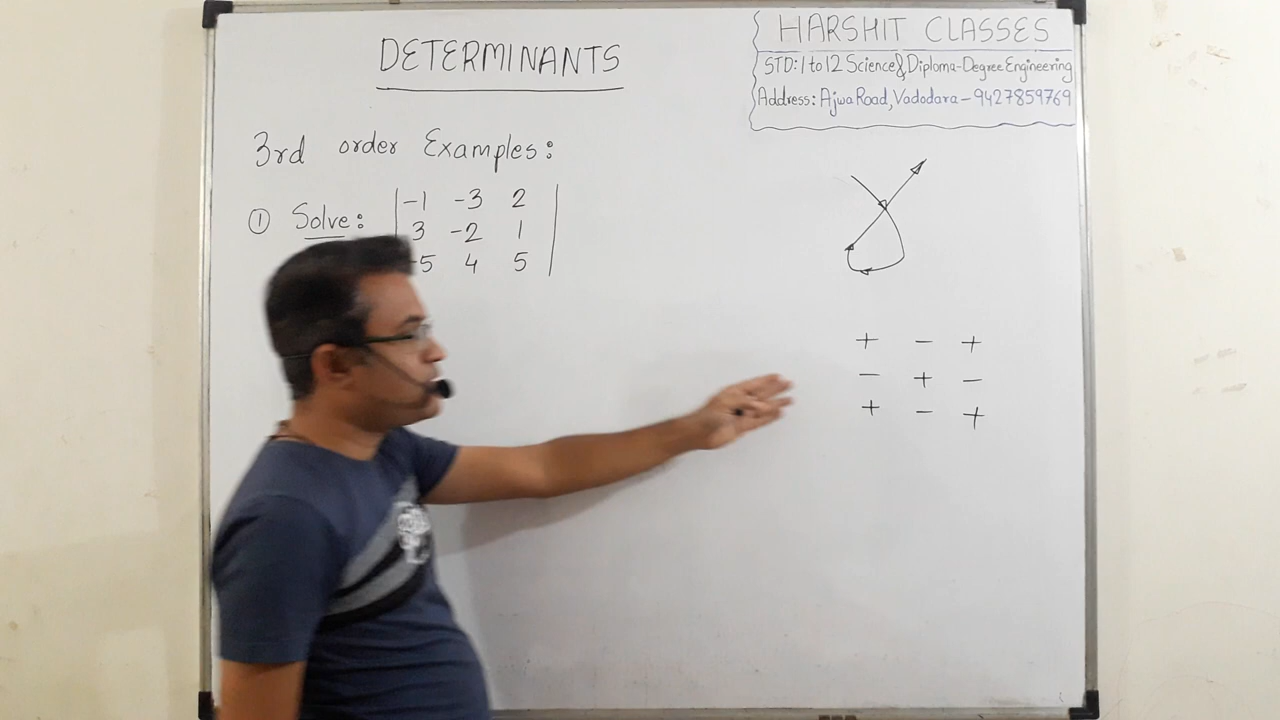 DETERMINANTS
HARSHIT CLASSES
STD: 1 to 12 Science & Diploma-Degree Engineering
Address: Ajwa Road, Vadodara - 9427859769
3rd order Examples:
① Solve: | -1 -3 2 |
3 -2 1
-5 4 5
+ - +
- + -
+ - +